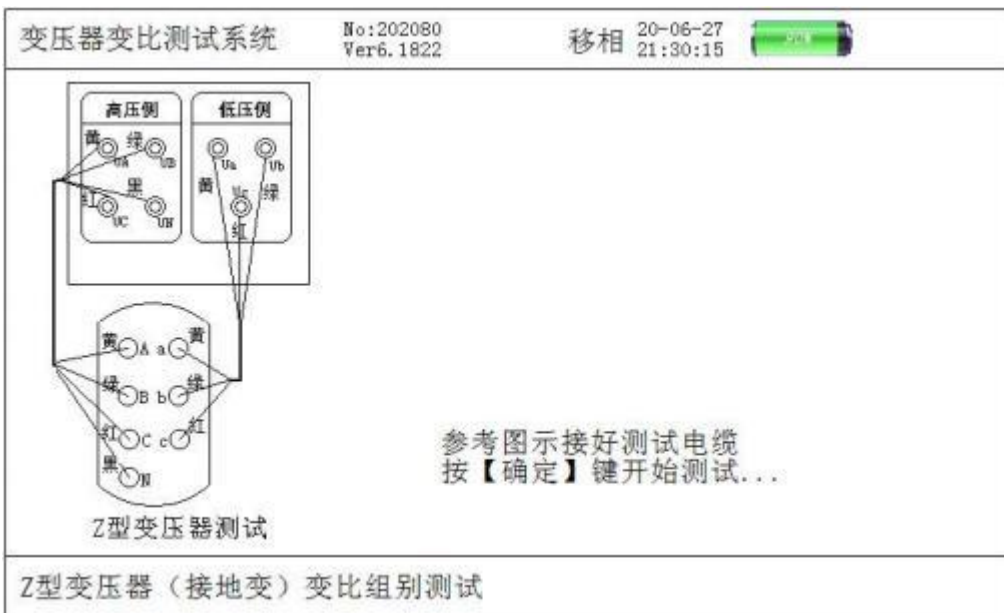 变压器变比测试系统
No:202080
Ver6.1822
移相
20-06-27
21:30:15
高压侧 低压侧
黄 绿
UA UB
Ua Ub
黑
红
UC UN
黄 Uc 绿
红
黄 A a 黄
绿 B b 绿
红 C c 红
黑 N
Z型变压器测试
参考图示接好测试电缆
按【确定】键开始测试...
Z型变压器（接地变）变比组别测试